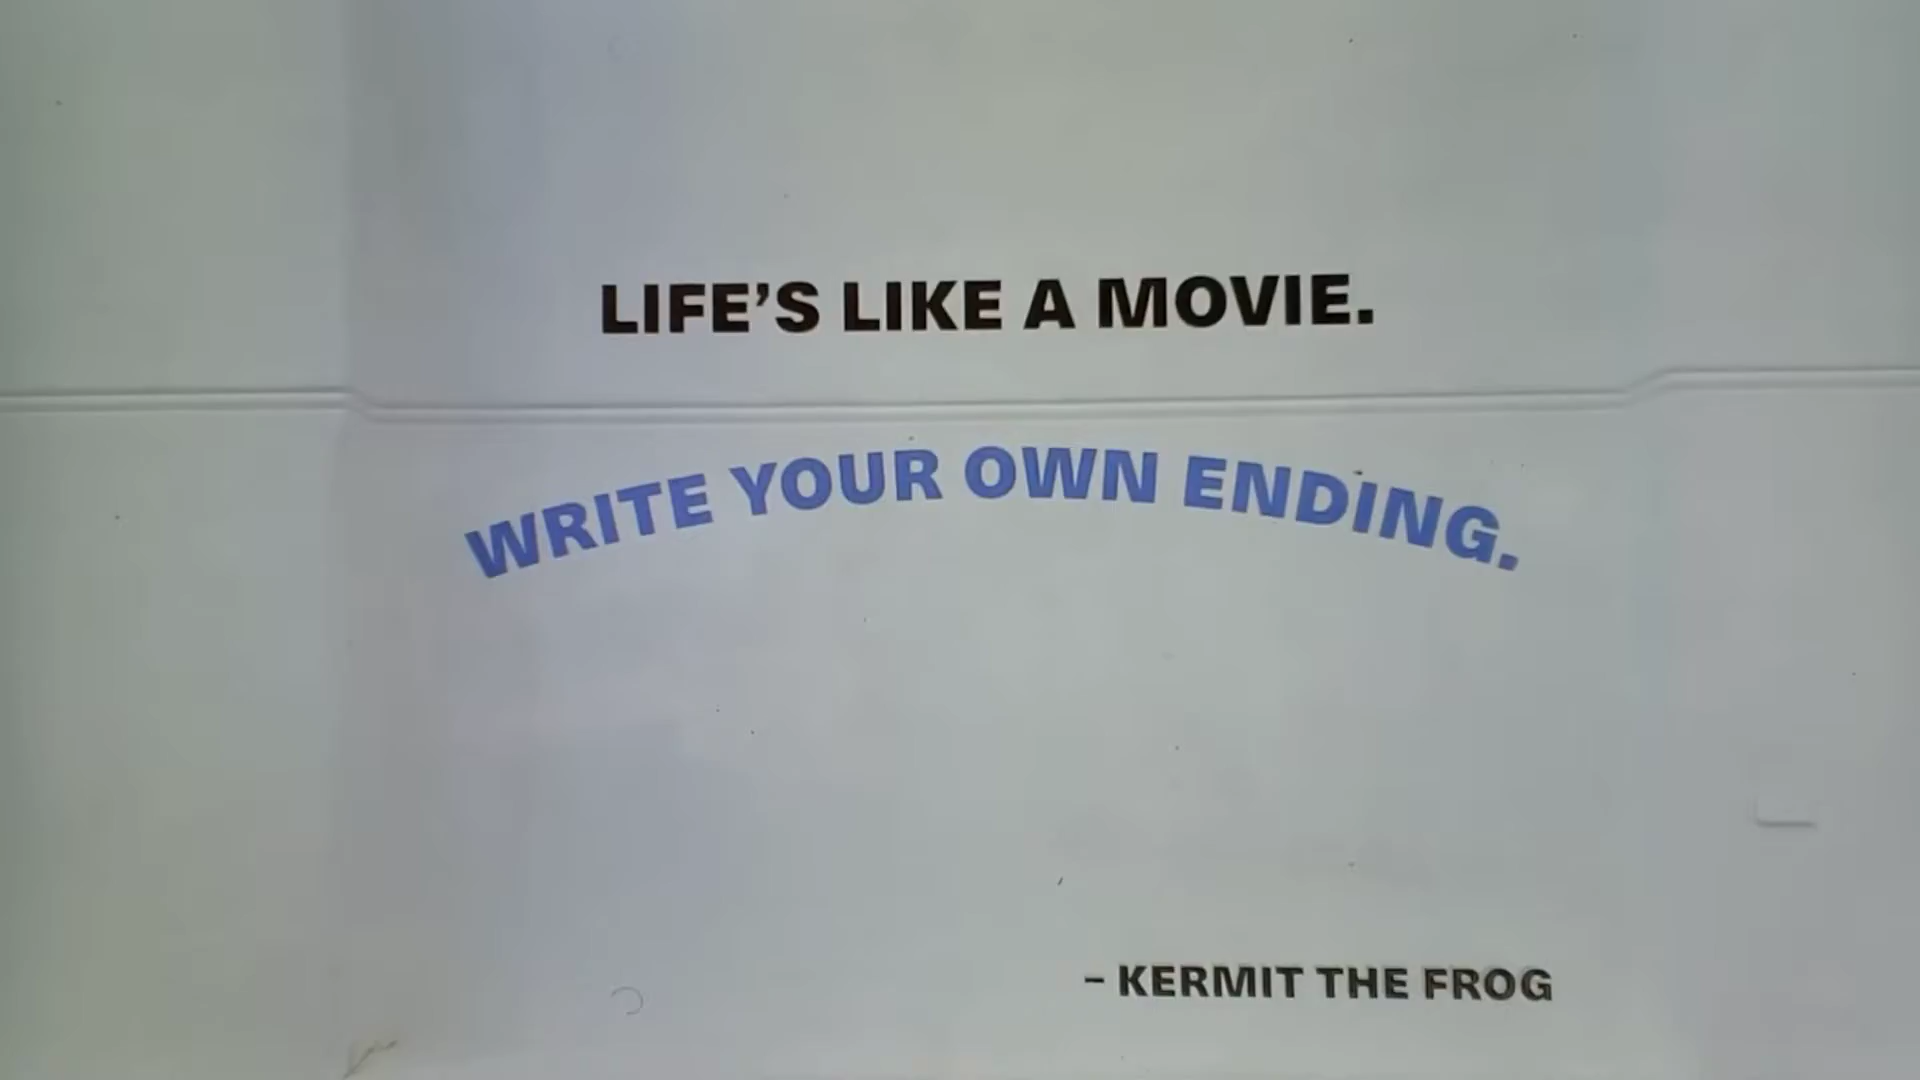 LIFE'S LIKE A MOVIE.
WRITE YOUR OWN ENDING.
– KERMIT THE FROG